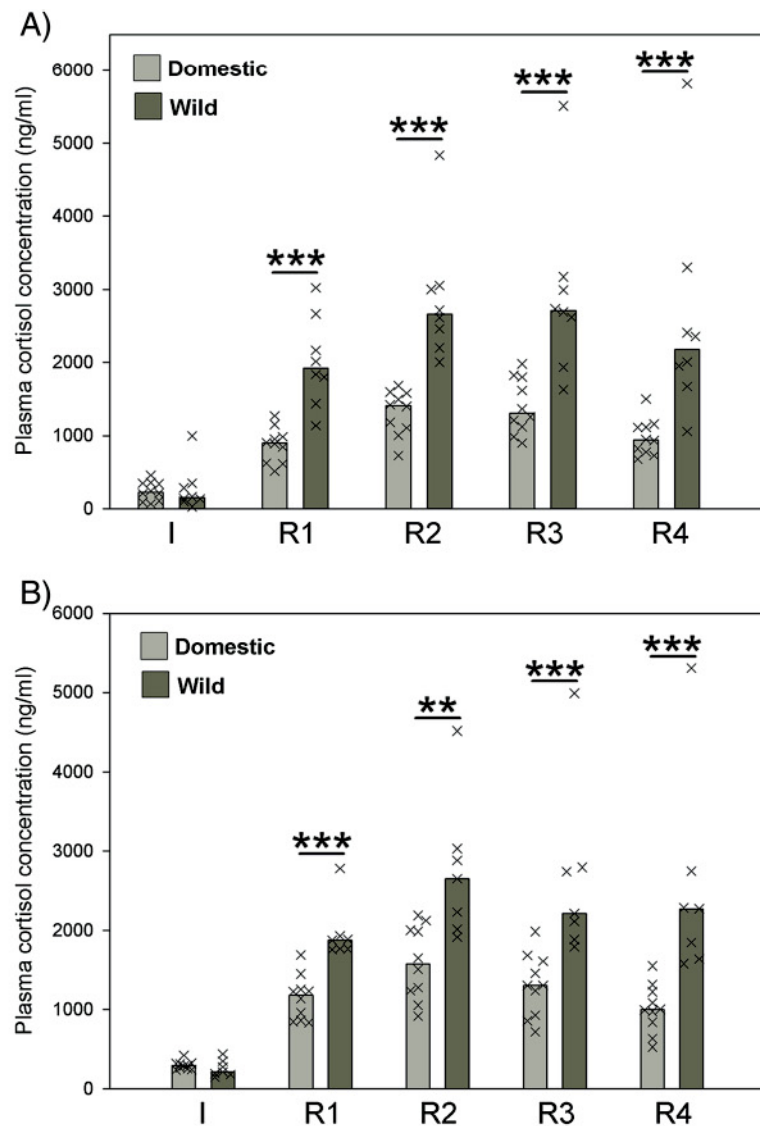 A)
Domestic
Wild
Plasma cortisol concentration (ng/ml)
6000
5000
4000
3000
2000
1000
0
***
***
***
***
I R1 R2 R3 R4
B)
Domestic
Wild
Plasma cortisol concentration (ng/ml)
6000
5000
4000
3000
2000
1000
0
***
**
***
***
I R1 R2 R3 R4